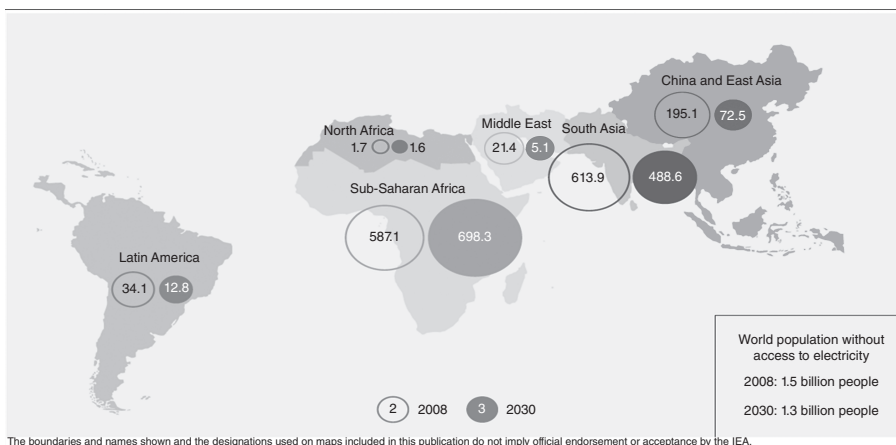 China and East Asia
195.1 72.5
North Africa
1.7 1.6
Middle East
21.4 5.1
South Asia
613.9 488.6
Sub-Saharan Africa
587.1 698.3
Latin America
34.1 12.8
World population without
access to electricity
2008: 1.5 billion people
2030: 1.3 billion people
2 2008 3 2030
The boundaries and names shown and the designations used on maps included in this publication do not imply official endorsement or acceptance by the IEA.